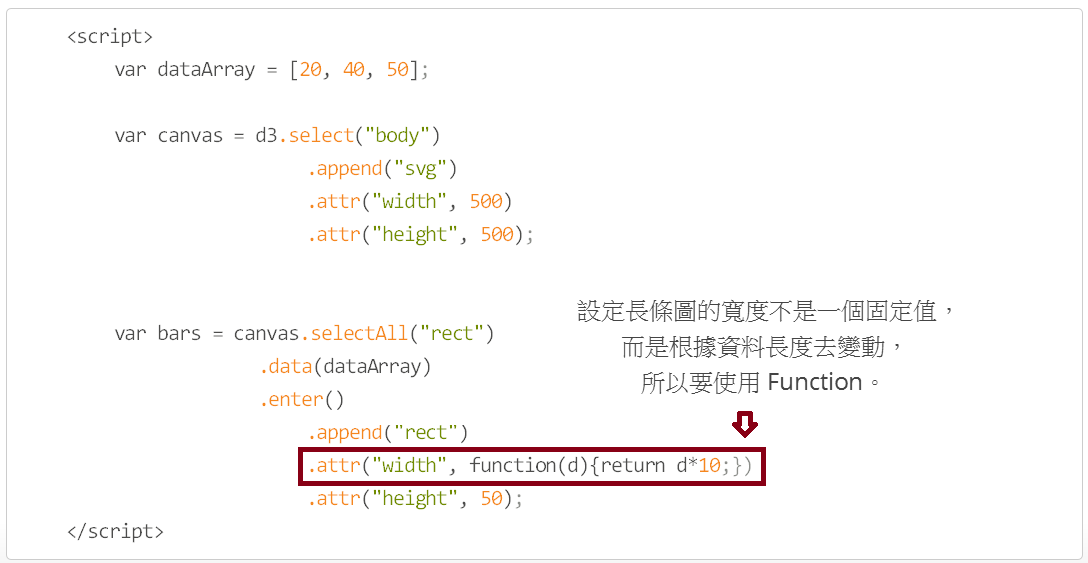 <script>
var dataArray = [20, 40, 50];
var canvas = d3.select("body")
.append("svg")
.attr("width", 500)
.attr("height", 500);
設定長條圖的寬度不是一個固定值，
而是根據資料長度去變動，
所以要使用 Function。
var bars = canvas.selectAll("rect")
.data(dataArray)
.enter()
.append("rect")
.attr("width", function(d){return d*10;})
.attr("height", 50);
</script>